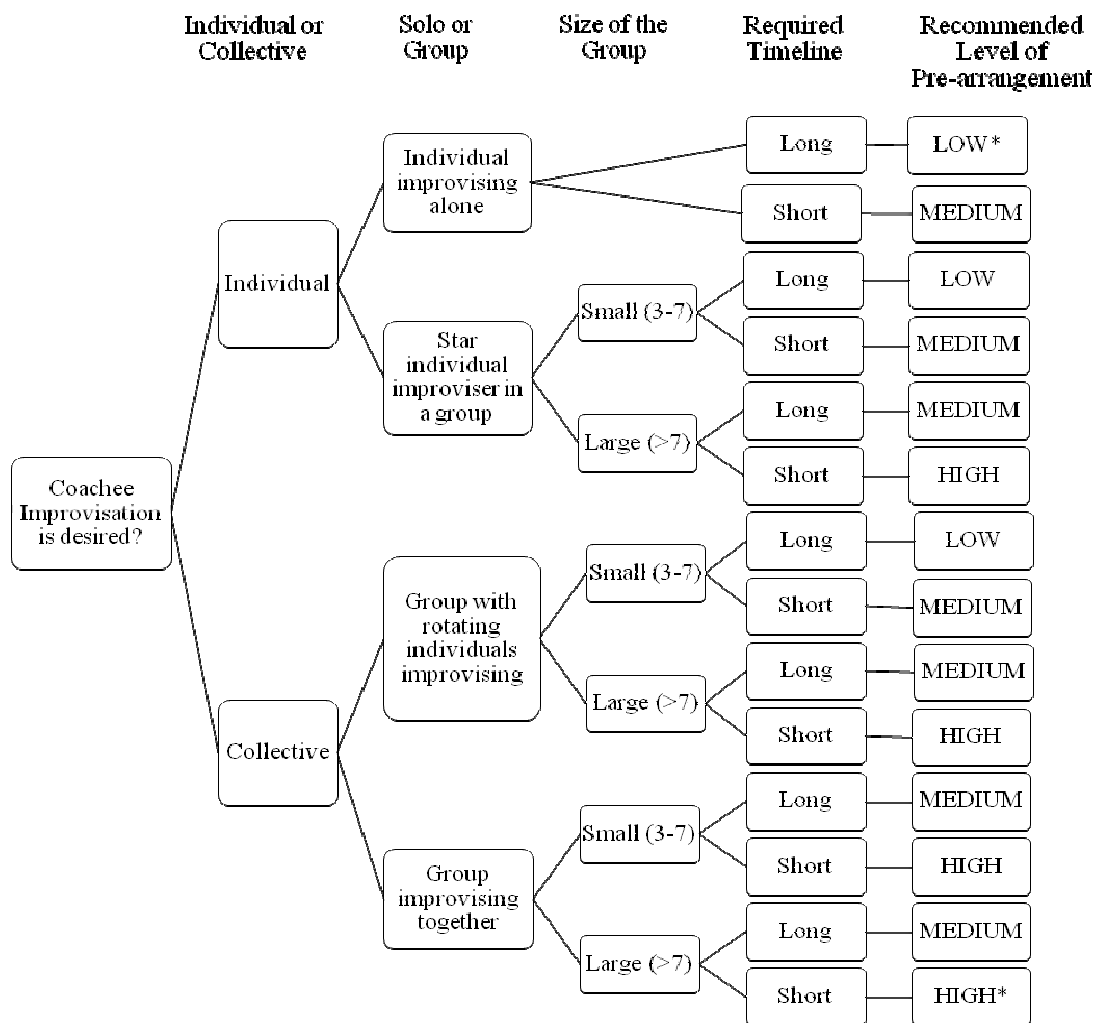 Individual or
Collective
Solo or
Group
Size of the
Group
Required
Timeline
Recommended
Level of
Pre-arrangement
Coachee
Improvisation
is desired?
Individual
Individual
improvising
alone
Long
LOW*
Short
MEDIUM
Star
individual
improviser in
a group
Small (3-7)
Long
LOW
Short
MEDIUM
Large (>7)
Long
MEDIUM
Short
HIGH
Collective
Group with
rotating
individuals
improvising
Small (3-7)
Long
LOW
Short
MEDIUM
Large (>7)
Long
MEDIUM
Short
HIGH
Group
improvising
together
Small (3-7)
Long
MEDIUM
Short
HIGH
Large (>7)
Long
MEDIUM
Short
HIGH*